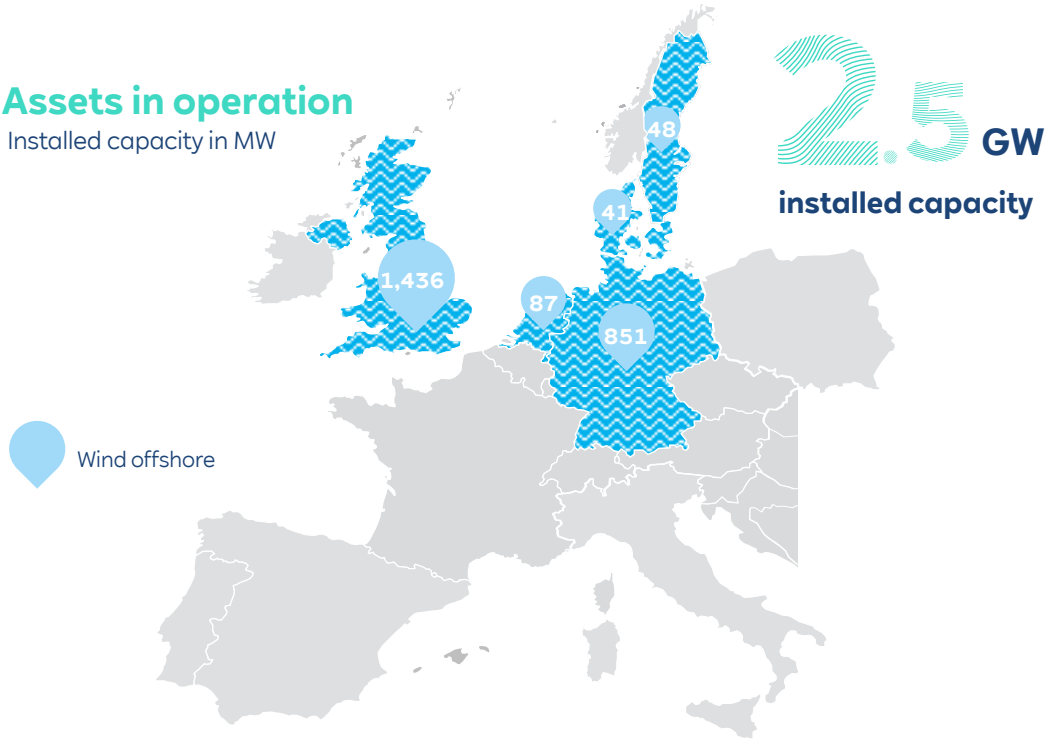 Assets in operation
Installed capacity in MW
2.5 GW
installed capacity
48
41
1,436
87
851
Wind offshore